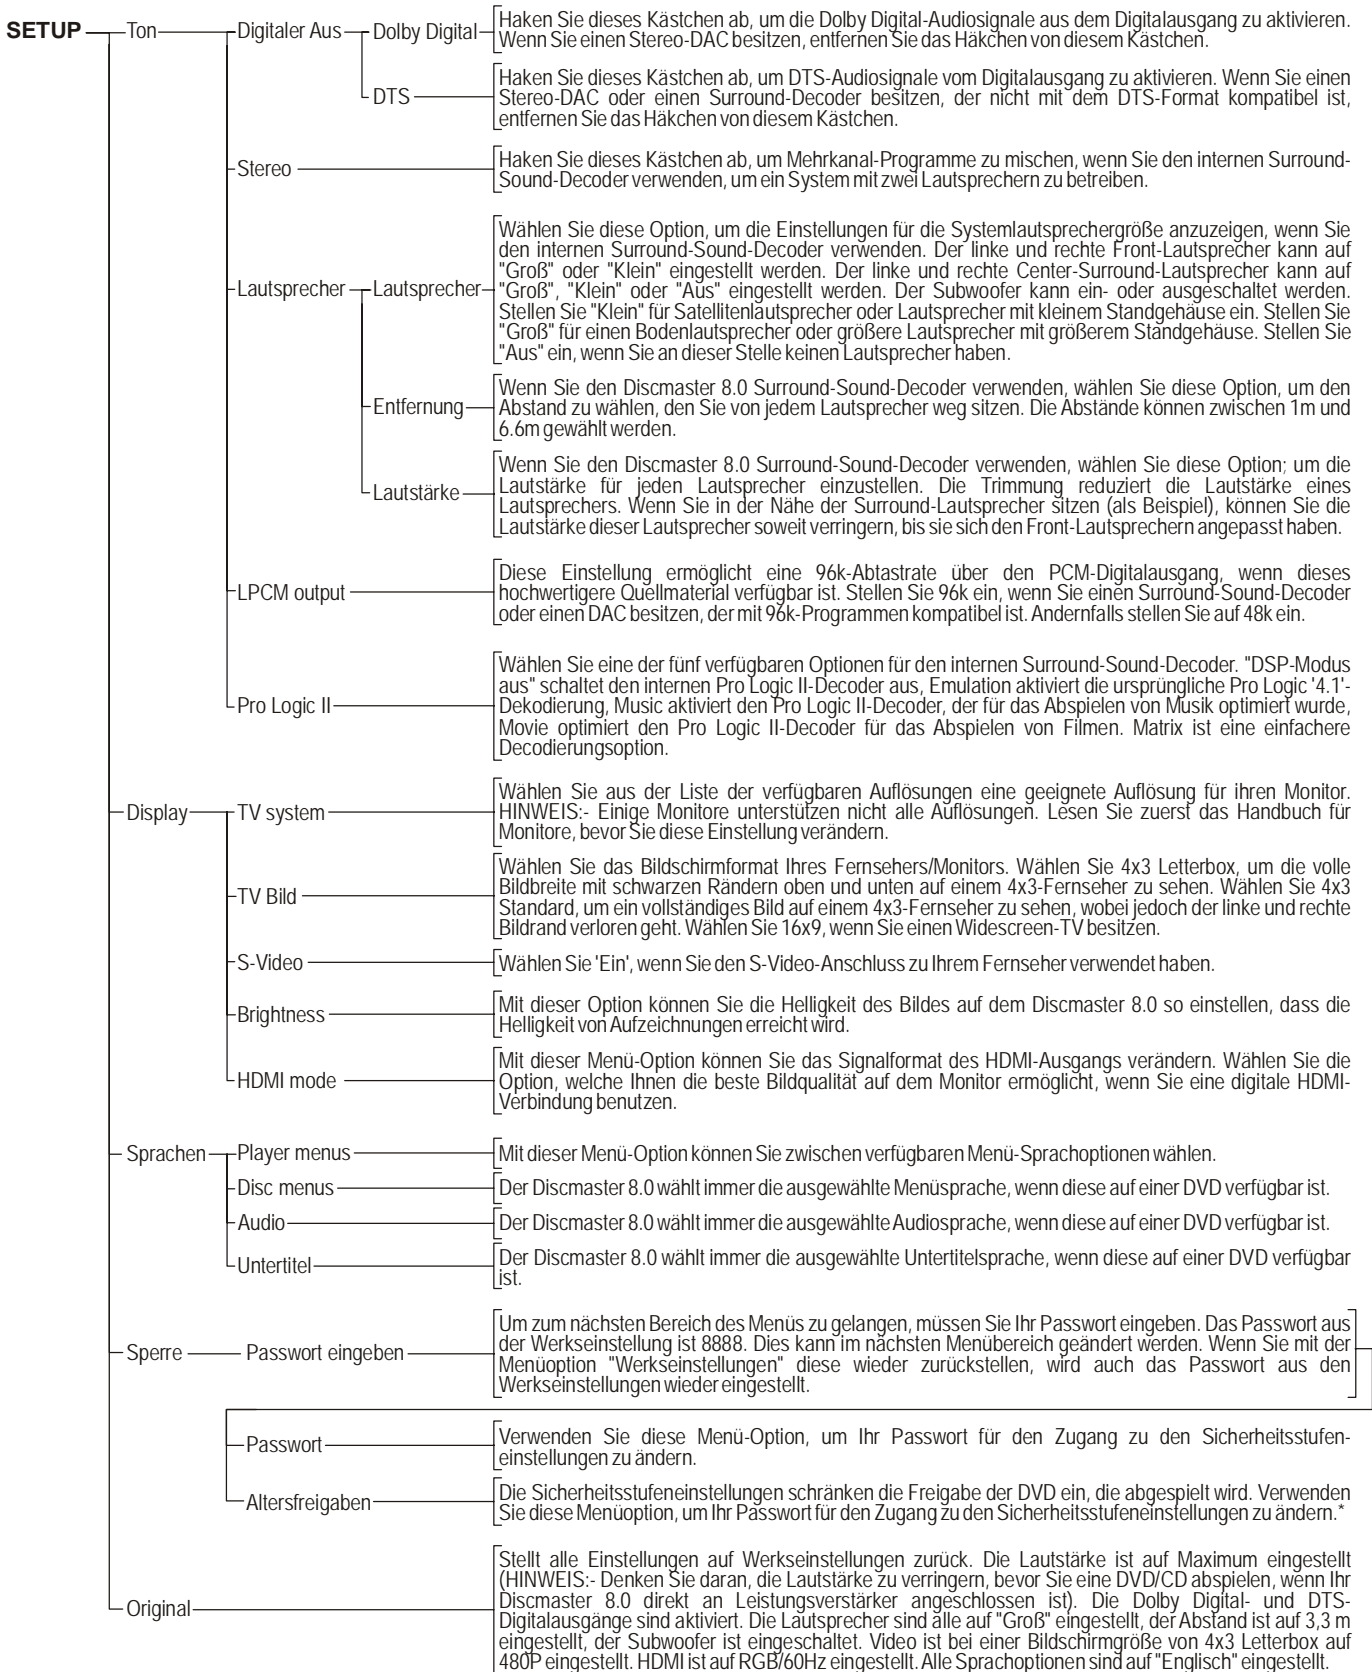 SETUP
Ton
Digitaler Aus
Dolby Digital
Haken Sie dieses Kästchen ab, um die Dolby Digital-Audiosignale aus dem Digitalausgang zu aktivieren.
Wenn Sie einen Stereo-DAC besitzen, entfernen Sie das Häkchen von diesem Kästchen.
DTS
Haken Sie dieses Kästchen ab, um DTS-Audiosignale vom Digitalausgang zu aktivieren. Wenn Sie einen
Stereo-DAC oder einen Surround-Decoder besitzen, der nicht mit dem DTS-Format kompatibel ist,
entfernen Sie das Häkchen von diesem Kästchen.
Stereo
Haken Sie dieses Kästchen ab, um Mehrkanal-Programme zu mischen, wenn Sie den internen Surround-
Sound-Decoder verwenden, um ein System mit zwei Lautsprechern zu betreiben.
Lautsprecher
Lautsprecher
Wählen Sie diese Option, um die Einstellungen für die Systemlautsprechergröße anzuzeigen, wenn Sie
den internen Surround-Sound-Decoder verwenden. Der linke und rechte Front-Lautsprecher kann auf
"Groß" oder "Klein" eingestellt werden. Der linke und rechte Center-Surround-Lautsprecher kann auf
"Groß", "Klein" oder "Aus" eingestellt werden. Der Subwoofer kann ein- oder ausgeschaltet werden.
Stellen Sie "Klein" für Satellitenlautsprecher oder Lautsprecher mit kleinem Standgehäuse ein. Stellen Sie
"Groß" für einen Bodenlautsprecher oder größere Lautsprecher mit größerem Standgehäuse. Stellen Sie
"Aus" ein, wenn Sie an dieser Stelle keinen Lautsprecher haben.
Entfernung
Wenn Sie den Discmaster 8.0 Surround-Sound-Decoder verwenden, wählen Sie diese Option, um den
Abstand zu wählen, den Sie von jedem Lautsprecher weg sitzen. Die Abstände können zwischen 1m und
6.6m gewählt werden.
Lautstärke
Wenn Sie den Discmaster 8.0 Surround-Sound-Decoder verwenden, wählen Sie diese Option; um die
Lautstärke für jeden Lautsprecher einzustellen. Die Trimmung reduziert die Lautstärke eines
Lautsprechers. Wenn Sie in der Nähe der Surround-Lautsprecher sitzen (als Beispiel), können Sie die
Lautstärke dieser Lautsprecher soweit verringern, bis sie sich den Front-Lautsprechern angepasst haben.
LPCM output
Diese Einstellung ermöglicht eine 96k-Abtastrate über den PCM-Digitalausgang, wenn dieses
hochwertigere Quellmaterial verfügbar ist. Stellen Sie 96k ein, wenn Sie einen Surround-Sound-Decoder
oder einen DAC besitzen, der mit 96k-Programmen kompatibel ist. Andernfalls stellen Sie auf 48k ein.
Pro Logic II
Wählen Sie eine der fünf verfügbaren Optionen für den internen Surround-Sound-Decoder. "DSP-Modus
aus" schaltet den internen Pro Logic II-Decoder aus, Emulation aktiviert die ursprüngliche Pro Logic '4.1'-
Dekodierung, Music aktiviert den Pro Logic II-Decoder, der für das Abspielen von Musik optimiert wurde,
Movie optimiert den Pro Logic II-Decoder für das Abspielen von Filmen. Matrix ist eine einfachere
Decodierungsoption.
Display
TV system
Wählen Sie aus der Liste der verfügbaren Auflösungen eine geeignete Auflösung für ihren Monitor.
HINWEIS:- Einige Monitore unterstützen nicht alle Auflösungen. Lesen Sie zuerst das Handbuch für
Monitore, bevor Sie diese Einstellung verändern.
TV Bild
Wählen Sie das Bildschirmformat Ihres Fernsehers/Monitors. Wählen Sie 4x3 Letterbox, um die volle
Bildbreite mit schwarzen Rändern oben und unten auf einem 4x3-Fernseher zu sehen. Wählen Sie 4x3
Standard, um ein vollständiges Bild auf einem 4x3-Fernseher zu sehen, wobei jedoch der linke und rechte
Bildrand verloren geht. Wählen Sie 16x9, wenn Sie einen Widescreen-TV besitzen.
S-Video
Wählen Sie 'Ein', wenn Sie den S-Video-Anschluss zu Ihrem Fernseher verwendet haben.
Brightness
Mit dieser Option können Sie die Helligkeit des Bildes auf dem Discmaster 8.0 so einstellen, dass die
Helligkeit von Aufzeichnungen erreicht wird.
HDMI mode
Mit dieser Menü-Option können Sie das Signalformat des HDMI-Ausgangs verändern. Wählen Sie die
Option, welche Ihnen die beste Bildqualität auf dem Monitor ermöglicht, wenn Sie eine digitale HDMI-
Verbindung benutzen.
Sprachen
Player menus
Mit dieser Menü-Option können Sie zwischen verfügbaren Menü-Sprachoptionen wählen.
Disc menus
Der Discmaster 8.0 wählt immer die ausgewählte Menüsprache, wenn diese auf einer DVD verfügbar ist.
Audio
Der Discmaster 8.0 wählt immer die ausgewählte Audiosprache, wenn diese auf einer DVD verfügbar ist.
Untertitel
Der Discmaster 8.0 wählt immer die ausgewählte Untertitelsprache, wenn diese auf einer DVD verfügbar
ist.
Sperre
Passwort eingeben
Um zum nächsten Bereich des Menüs zu gelangen, müssen Sie Ihr Passwort eingeben. Das Passwort aus
der Werkseinstellung ist 8888. Dies kann im nächsten Menübereich geändert werden. Wenn Sie mit der
Menüoption "Werkseinstellungen" diese wieder zurückstellen, wird auch das Passwort aus den
Werkseinstellungen wieder eingestellt.
Passwort
Verwenden Sie diese Menü-Option, um Ihr Passwort für den Zugang zu den Sicherheitsstufen-
einstellungen zu ändern.
Altersfreigaben
Die Sicherheitsstufeneinstellungen schränken die Freigabe der DVD ein, die abgespielt wird. Verwenden
Sie diese Menüoption, um Ihr Passwort für den Zugang zu den Sicherheitsstufeneinstellungen zu ändern.*
Original
Stellt alle Einstellungen auf Werkseinstellungen zurück. Die Lautstärke ist auf Maximum eingestellt
(HINWEIS:- Denken Sie daran, die Lautstärke zu verringern, bevor Sie eine DVD/CD abspielen, wenn Ihr
Discmaster 8.0 direkt an Leistungsverstärker angeschlossen ist). Die Dolby Digital- und DTS-
Digitalausgänge sind aktiviert. Die Lautsprecher sind alle auf "Groß" eingestellt, der Abstand ist auf 3,3 m
eingestellt, der Subwoofer ist eingeschaltet. Video ist bei einer Bildschirmgröße von 4x3 Letterbox auf
480P eingestellt. HDMI ist auf RGB/60Hz eingestellt. Alle Sprachoptionen sind auf "Englisch" eingestellt.